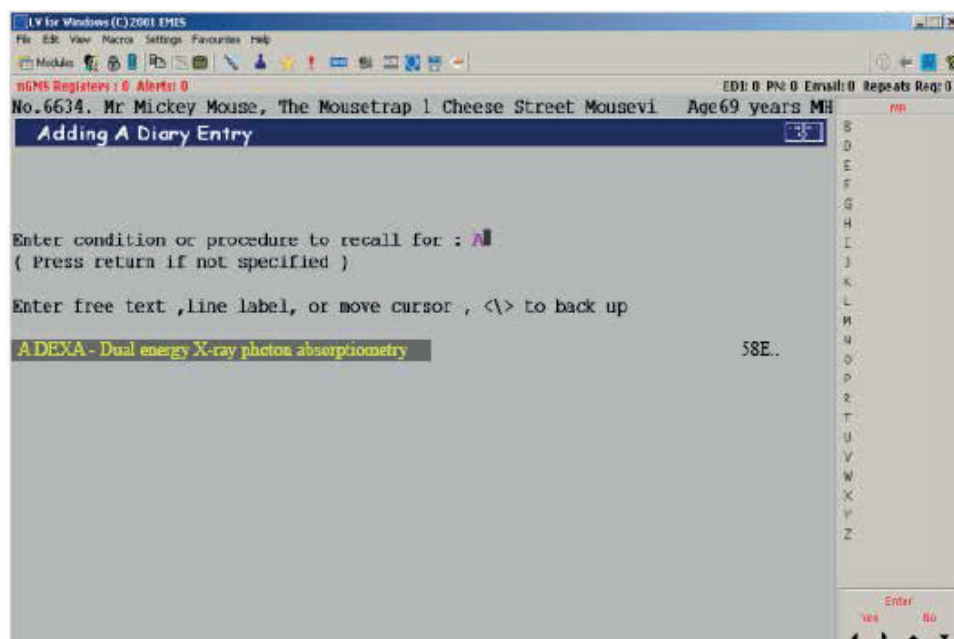 LV for Windows (C) 2001 EMIS
File Edit View Macros Settings Favourites Help
Modules
nGMS Registers : 0 Alerts: 0
EDI: 0 PN: 0 Email: 0 Repeats Req: 0
No.6634. Mr Mickey Mouse, The Mousetrap 1 Cheese Street Mousevi Age69 years MH
Adding A Diary Entry
Enter condition or procedure to recall for : A
( Press return if not specified )
Enter free text ,line label, or move cursor , <\> to back up
A DEXA - Dual energy X-ray photon absorptiometry 58E..
B
D
E
F
G
H
I
J
K
L
M
N
O
P
R
T
U
V
W
X
Y
Z
Enter
Yes No